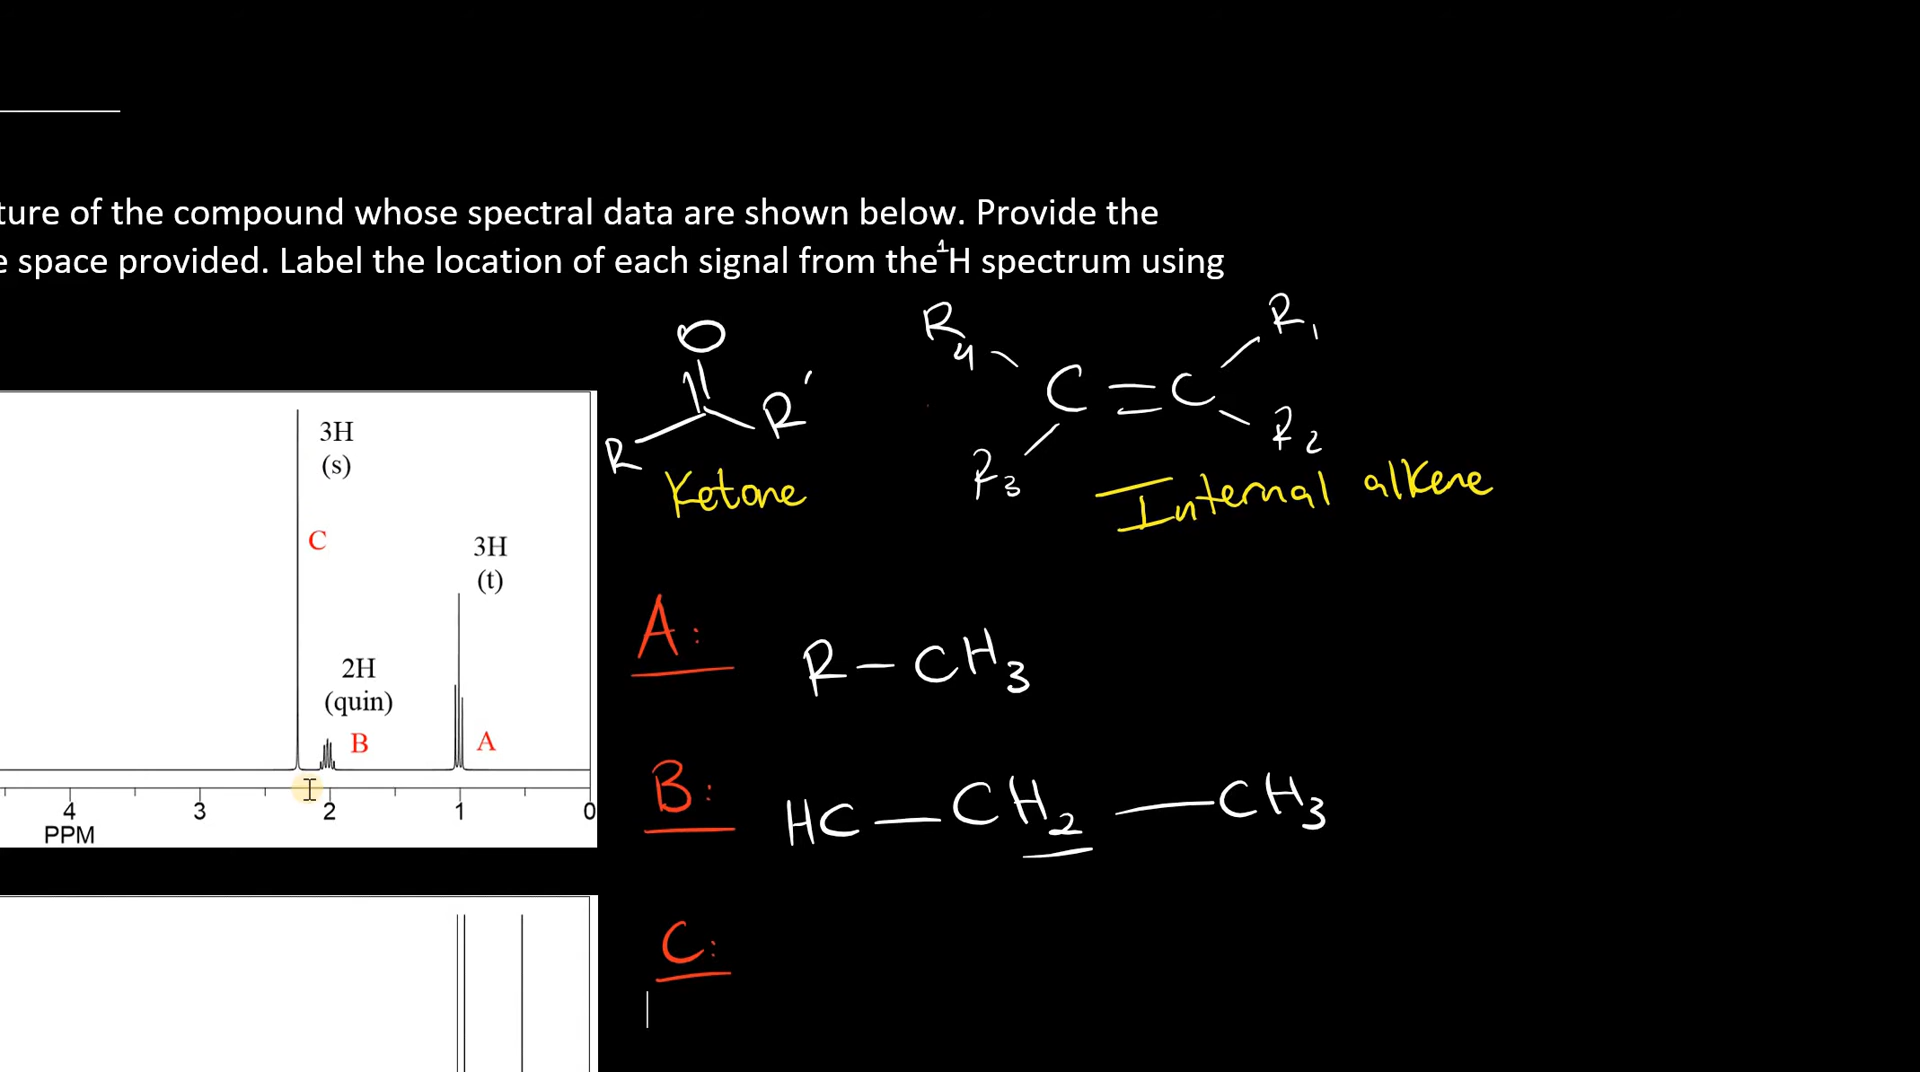 ture of the compound whose spectral data are shown below. Provide the
e space provided. Label the location of each signal from the ¹H spectrum using
O
R R'
Ketone
R₄ R₁
C = C
R₃ R₂
Internal alkene
3H
(s)
C
3H
(t)
2H
(quin)
B
A
4 3 2 1 0
PPM
A:
R – CH₃
B:
HC — CH₂ — CH₃
C: